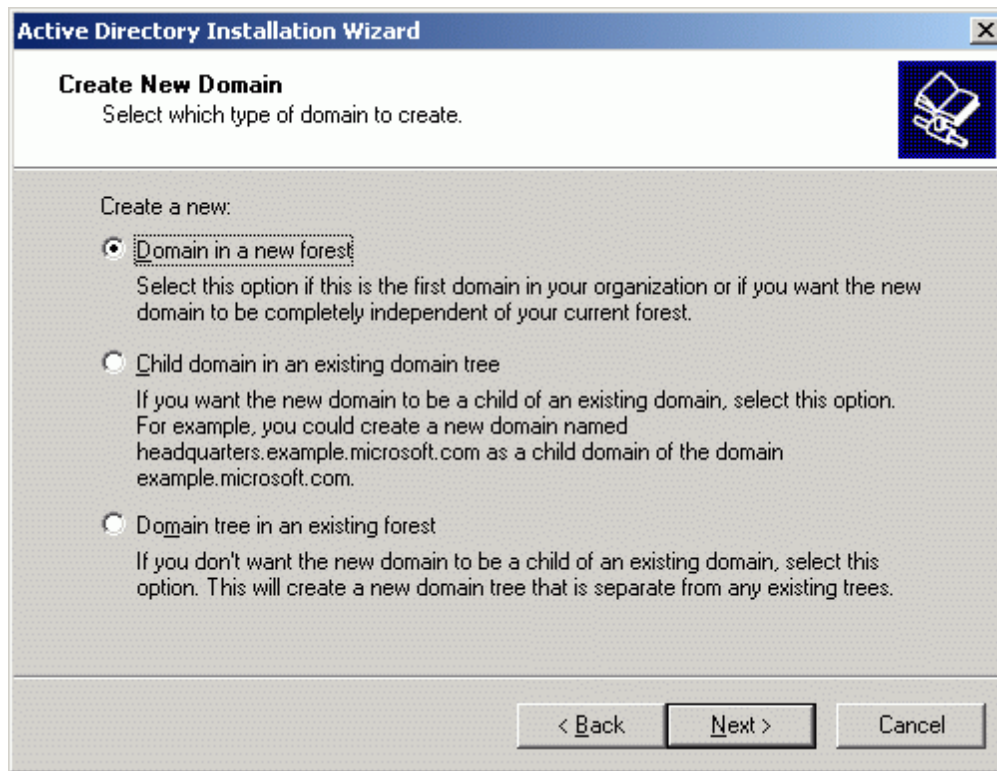 Active Directory Installation Wizard
Create New Domain
Select which type of domain to create.
Create a new:
Domain in a new forest
Select this option if this is the first domain in your organization or if you want the new
domain to be completely independent of your current forest.
Child domain in an existing domain tree
If you want the new domain to be a child of an existing domain, select this option.
For example, you could create a new domain named
headquarters.example.microsoft.com as a child domain of the domain
example.microsoft.com.
Domain tree in an existing forest
If you don't want the new domain to be a child of an existing domain, select this
option. This will create a new domain tree that is separate from any existing trees.
< Back
Next >
Cancel